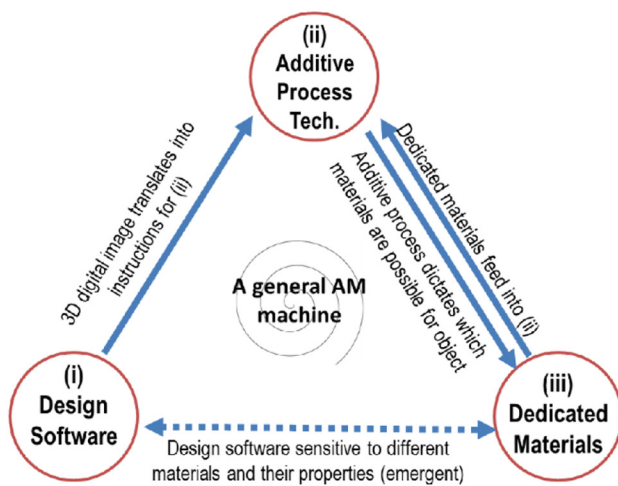 (ii)
Additive
Process
Tech.
3D digital image translates into
instructions for (ii)
Dedicated materials feed into (ii)
Additive process dictates which
materials are possible for object
A general AM
machine
(i)
Design
Software
(iii)
Dedicated
Materials
Design software sensitive to different
materials and their properties (emergent)